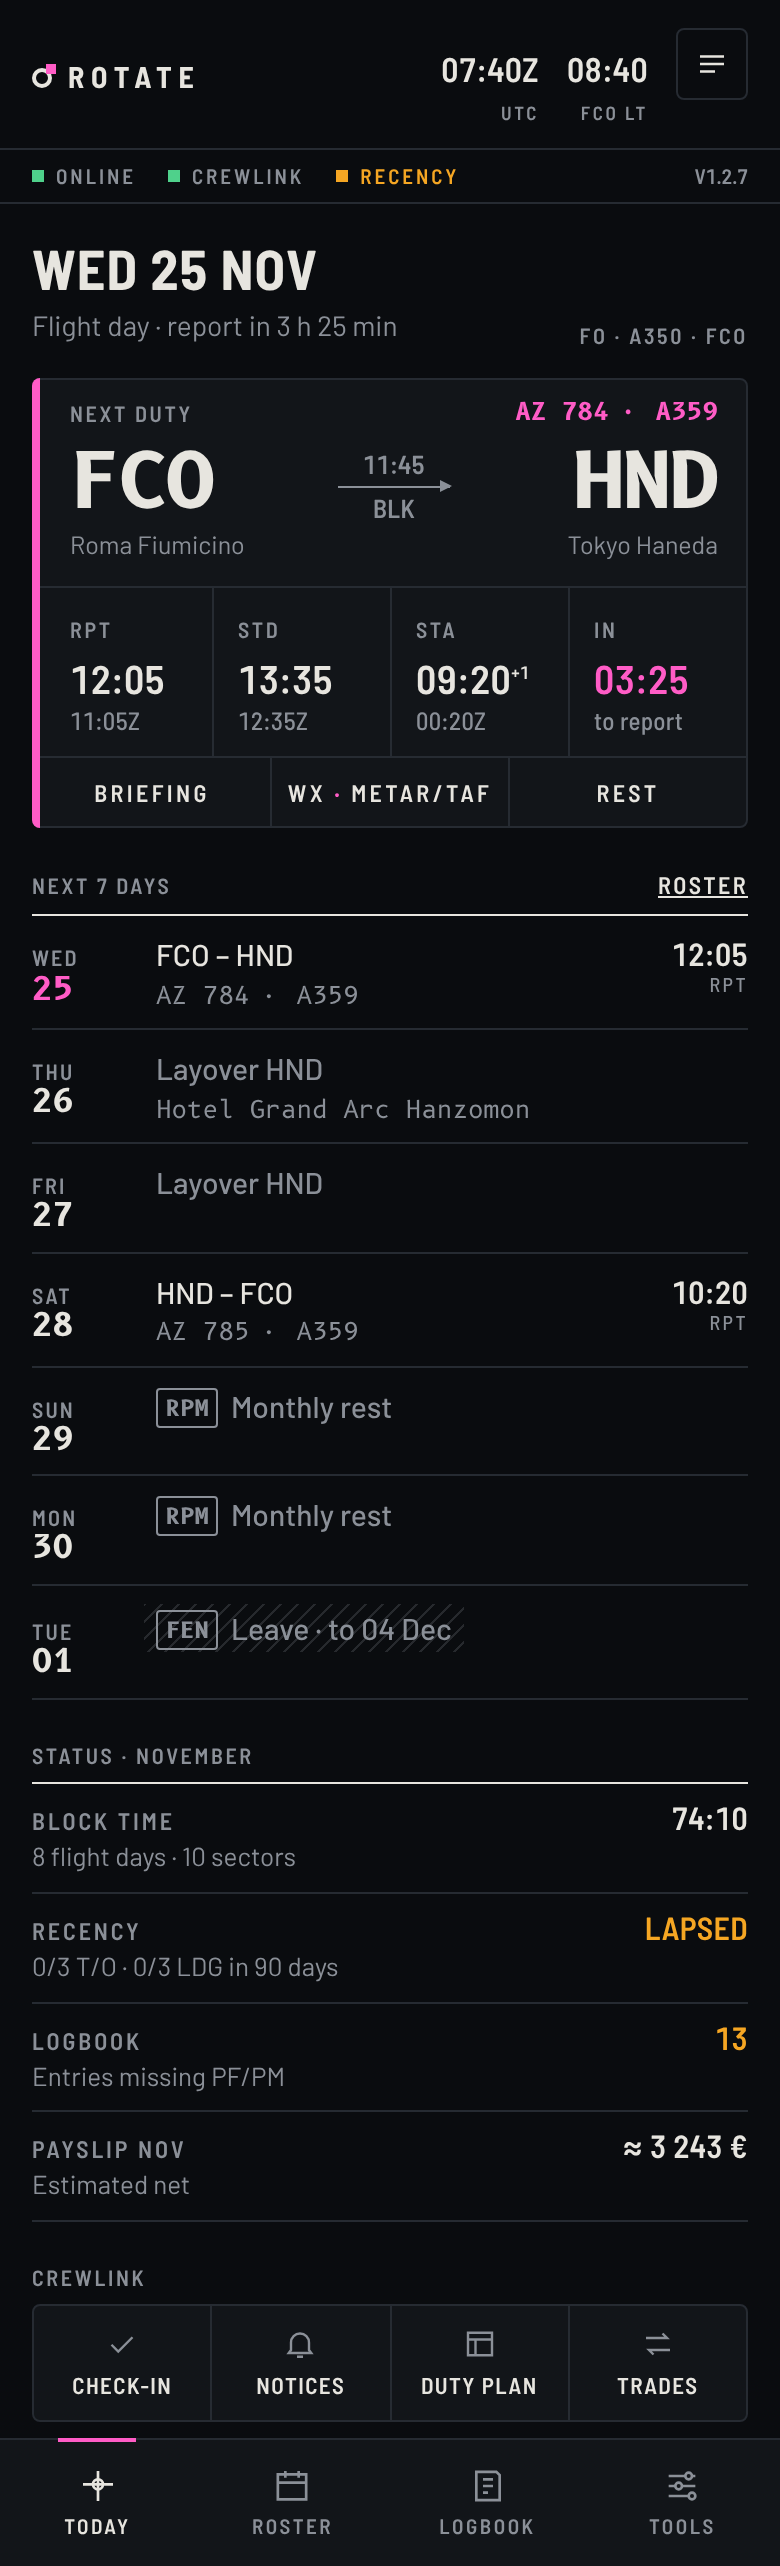 ROTATE
07:40Z 08:40
UTC FCO LT
ONLINE CREWLINK RECENCY V1.2.7
WED 25 NOV
Flight day · report in 3 h 25 min
FO · A350 · FCO
NEXT DUTY AZ 784 · A359
FCO 11:45 HND
BLK
Roma Fiumicino Tokyo Haneda
RPT STD STA IN
12:05 13:35 09:20+1 03:25
11:05Z 12:35Z 00:20Z to report
BRIEFING WX · METAR/TAF REST
NEXT 7 DAYS ROSTER
WED FCO – HND 12:05
25 AZ 784 · A359 RPT
THU Layover HND
26 Hotel Grand Arc Hanzomon
FRI Layover HND
27
SAT HND – FCO 10:20
28 AZ 785 · A359 RPT
SUN RPM Monthly rest
29
MON RPM Monthly rest
30
TUE FEN Leave · to 04 Dec
01
STATUS · NOVEMBER
BLOCK TIME 74:10
8 flight days · 10 sectors
RECENCY LAPSED
0/3 T/O · 0/3 LDG in 90 days
LOGBOOK 13
Entries missing PF/PM
PAYSLIP NOV ≈ 3 243 €
Estimated net
CREWLINK
CHECK-IN NOTICES DUTY PLAN TRADES
TODAY ROSTER LOGBOOK TOOLS